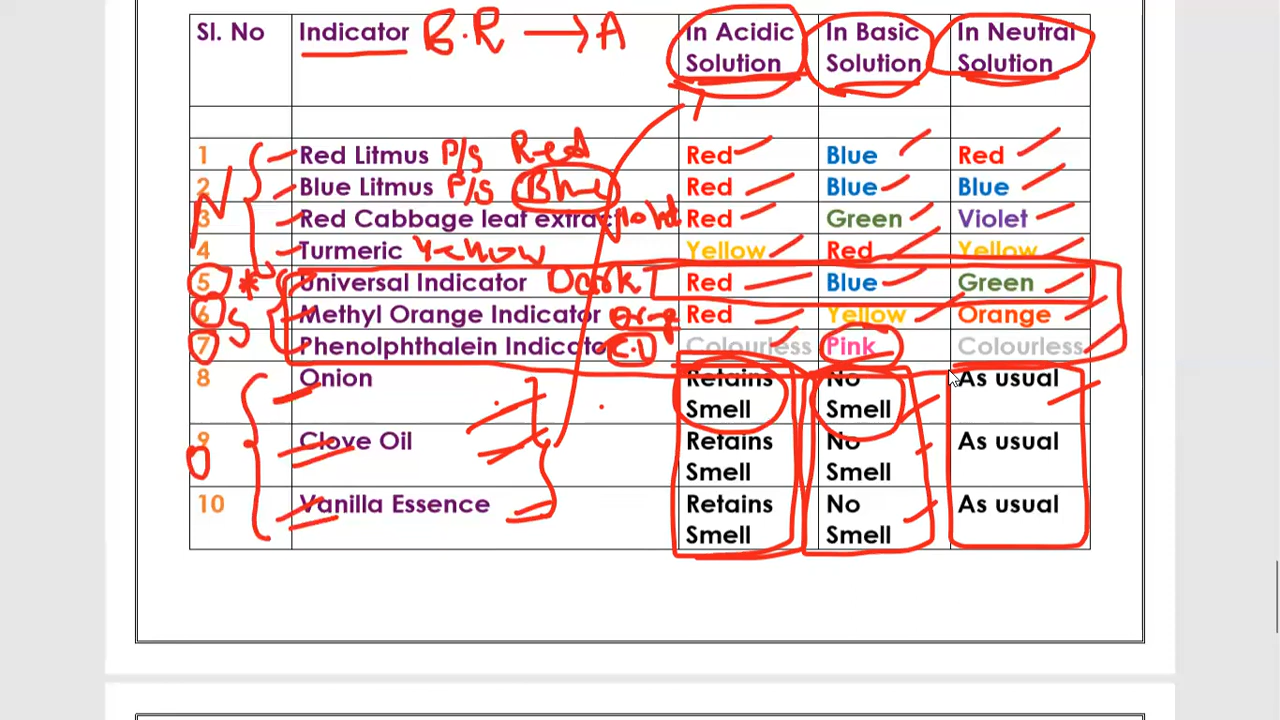 Sl. No Indicator B.R → A In Acidic Solution In Basic Solution In Neutral Solution
1 Red Litmus P/S Red Red Blue Red
2 Blue Litmus P/S Blue Red Blue Blue
3 Red Cabbage leaf extract Violet Red Green Violet
4 Turmeric Yellow Yellow Red Yellow
5 * Universal Indicator Dark Red Blue Green
6 Methyl Orange Indicator Red Yellow Orange
7 Phenolphthalein Indicator C.L Colourless Pink Colourless
8 Onion Retains Smell No Smell As usual
9 Clove Oil Retains Smell No Smell As usual
10 Vanilla Essence Retains Smell No Smell As usual
N
S
O